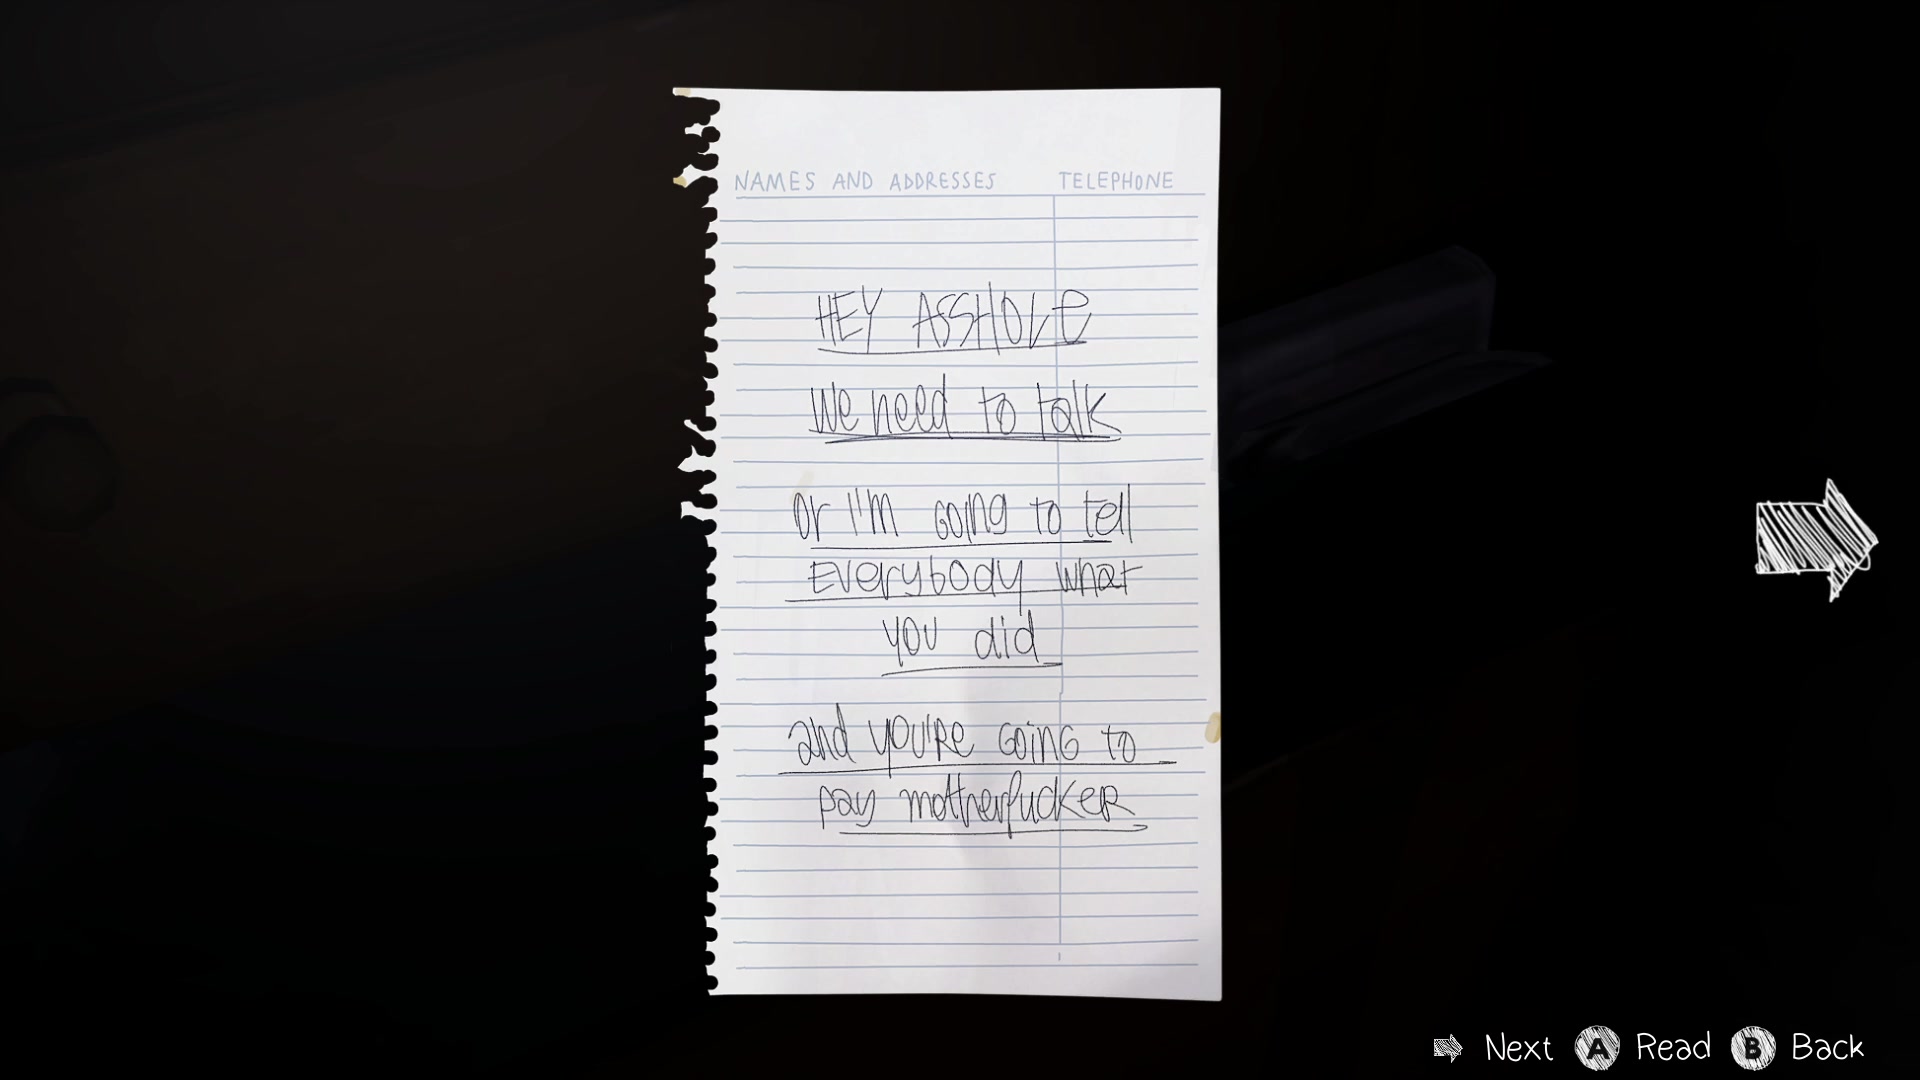 NAMES AND ADDRESSES TELEPHONE
HEY ASSHOLE
We need to talk
or I'm going to tell
Everybody what
you did
and you're going to
pay motherfucker
Next A Read B Back